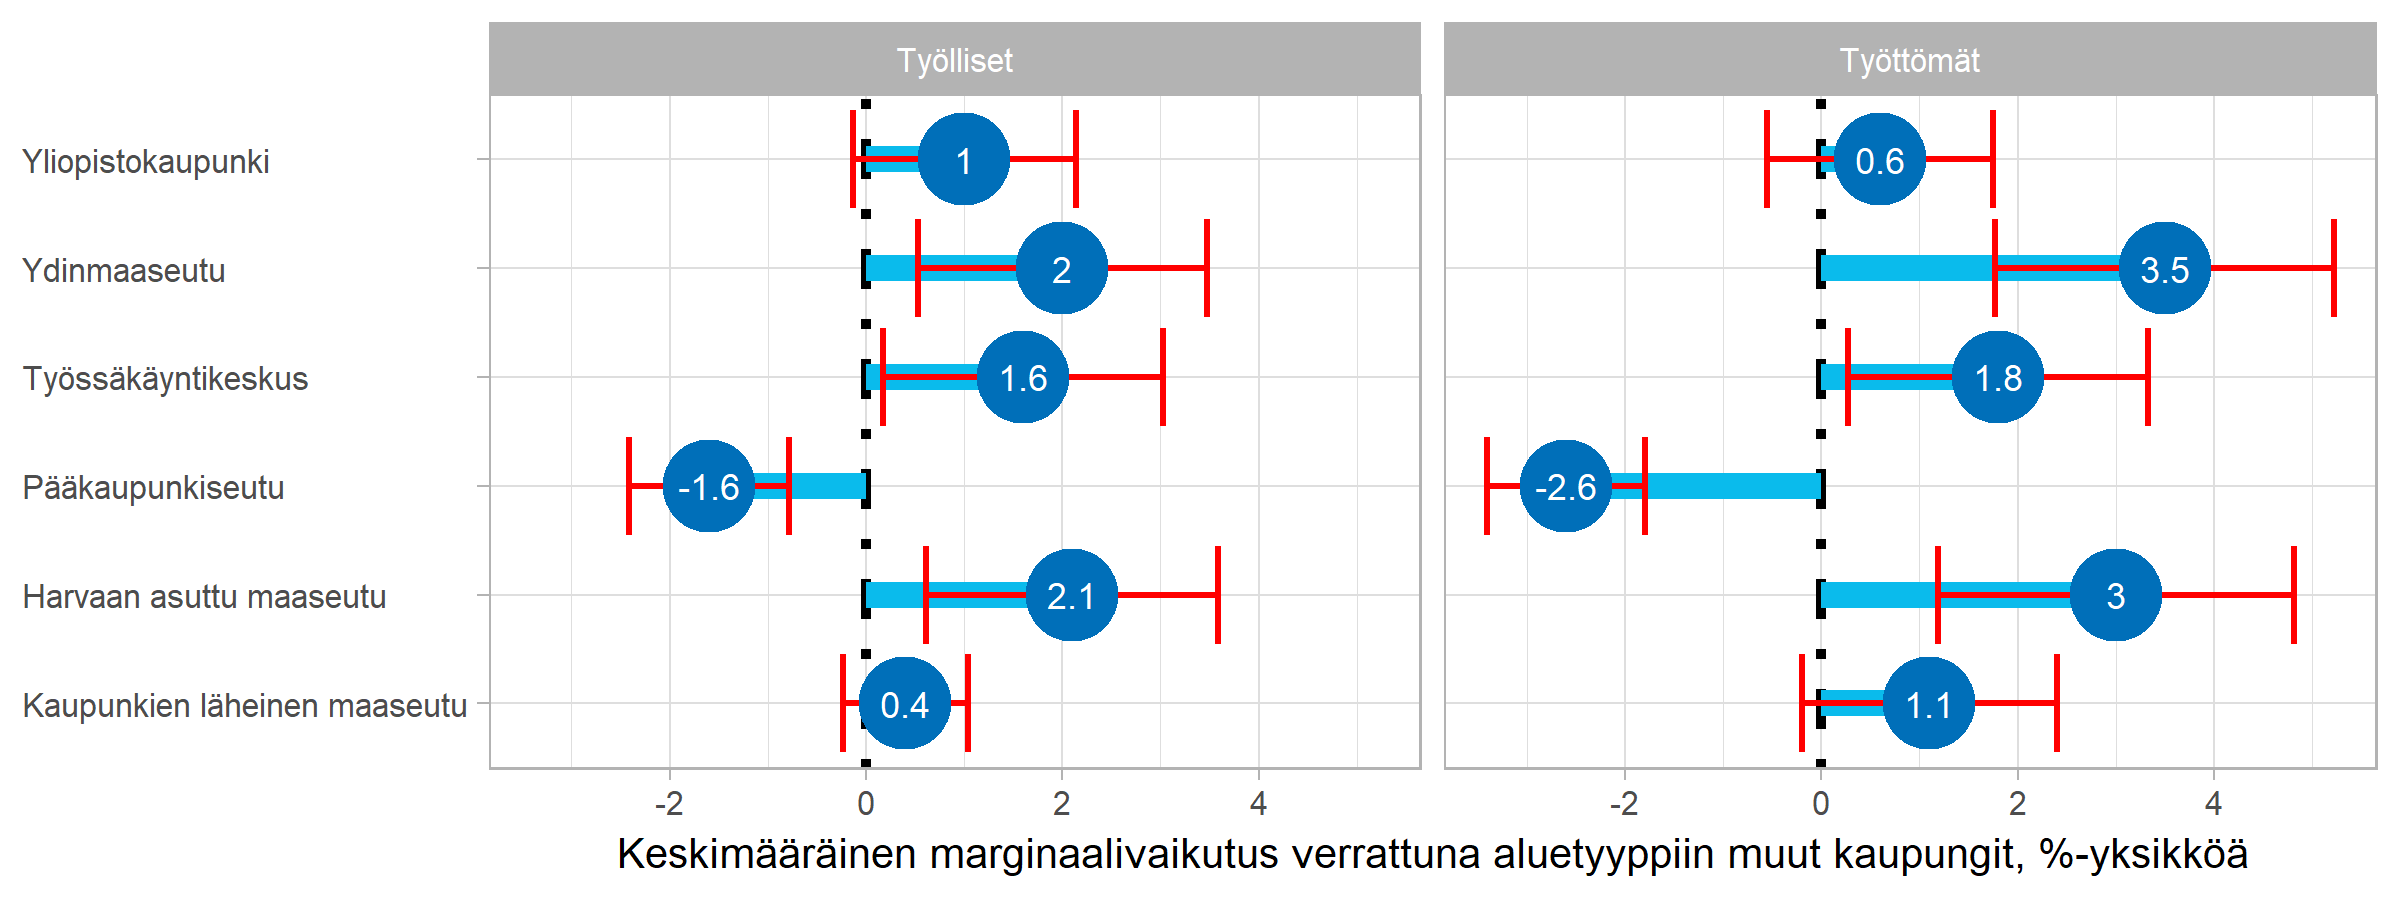 Työlliset
Työttömät
Yliopistokaupunki
1
0.6
Ydinmaaseutu
2
3.5
Työssäkäyntikeskus
1.6
1.8
Pääkaupunkiseutu
-1.6
-2.6
Harvaan asuttu maaseutu
2.1
3
Kaupunkien läheinen maaseutu
0.4
1.1
-2 0 2 4
-2 0 2 4
Keskimääräinen marginaalivaikutus verrattuna aluetyyppiin muut kaupungit, %-yksikköä